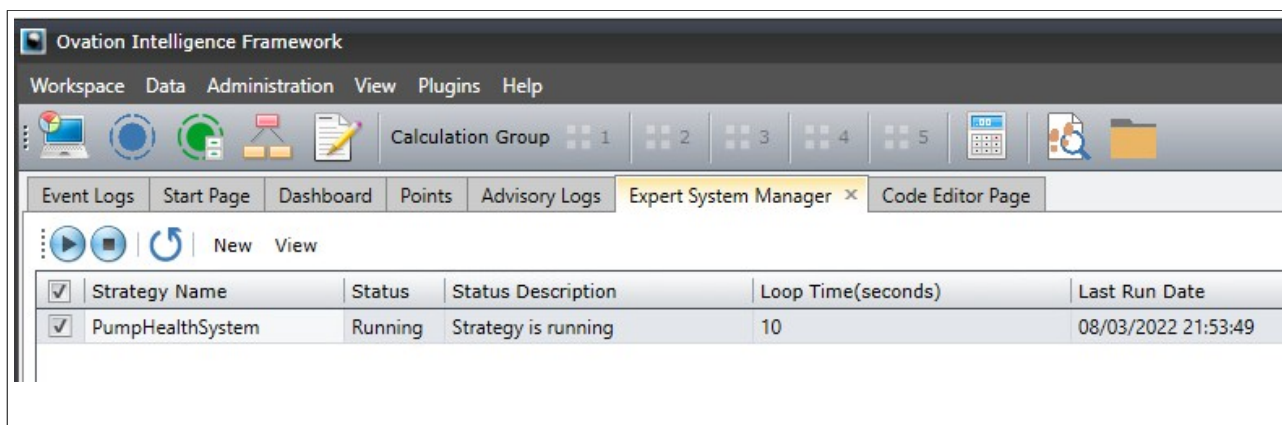 Ovation Intelligence Framework
Workspace Data Administration View Plugins Help
Calculation Group 1 2 3 4 5
Event Logs Start Page Dashboard Points Advisory Logs Expert System Manager × Code Editor Page
New View
Strategy Name Status Status Description Loop Time(seconds) Last Run Date
PumpHealthSystem Running Strategy is running 10 08/03/2022 21:53:49